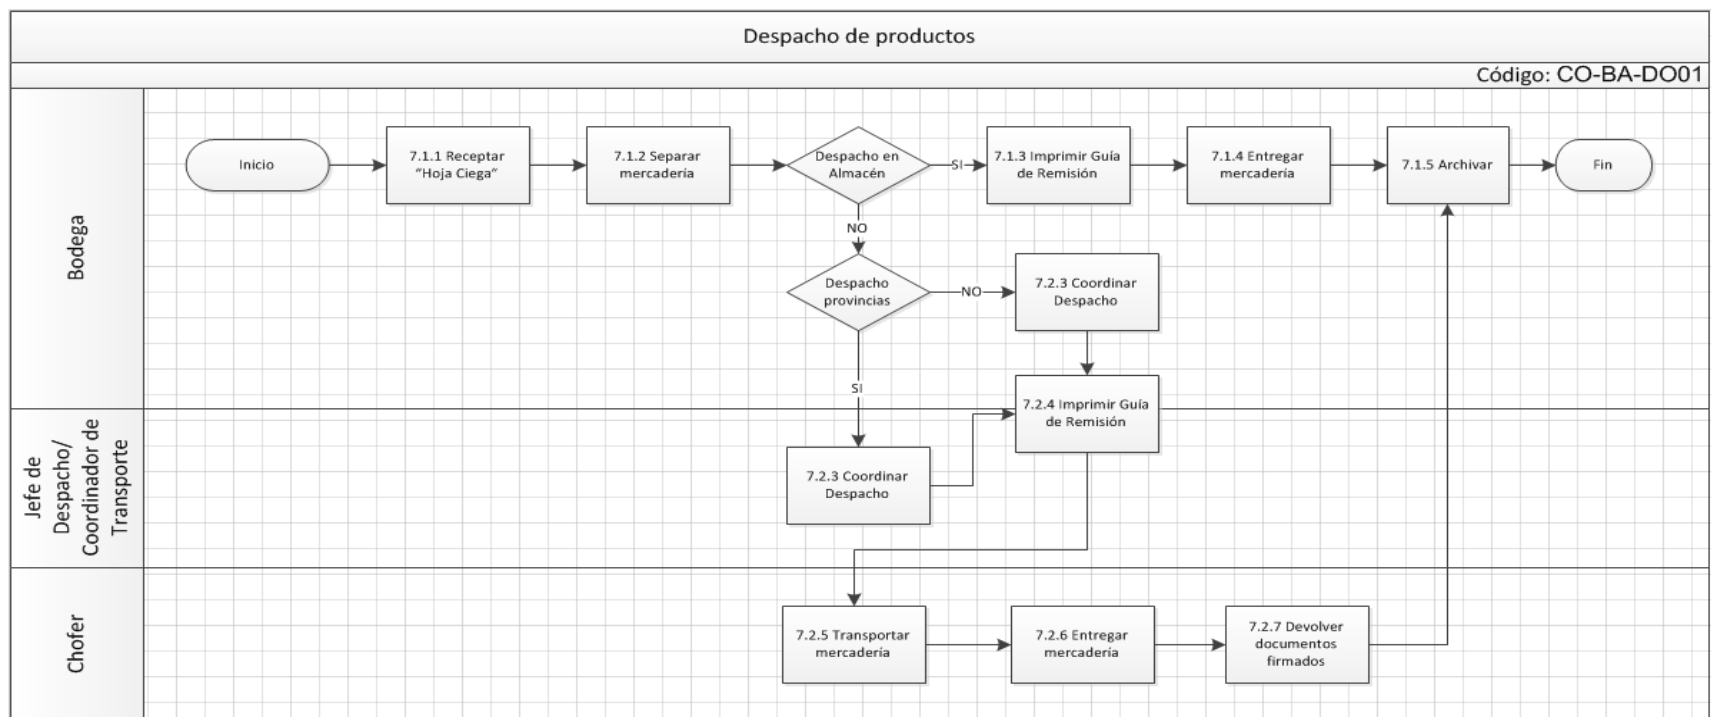 Despacho de productos
Código: CO-BA-DO01
Bodega
Inicio
7.1.1 Receptar
“Hoja Ciega”
7.1.2 Separar
mercadería
Despacho en
Almacén
SI
7.1.3 Imprimir Guía
de Remisión
7.1.4 Entregar
mercadería
7.1.5 Archivar
Fin
NO
Despacho
provincias
NO
7.2.3 Coordinar
Despacho
SI
7.2.4 Imprimir Guía
de Remisión
Jefe de
Despacho/
Coordinador de
Transporte
7.2.3 Coordinar
Despacho
Chofer
7.2.5 Transportar
mercadería
7.2.6 Entregar
mercadería
7.2.7 Devolver
documentos
firmados